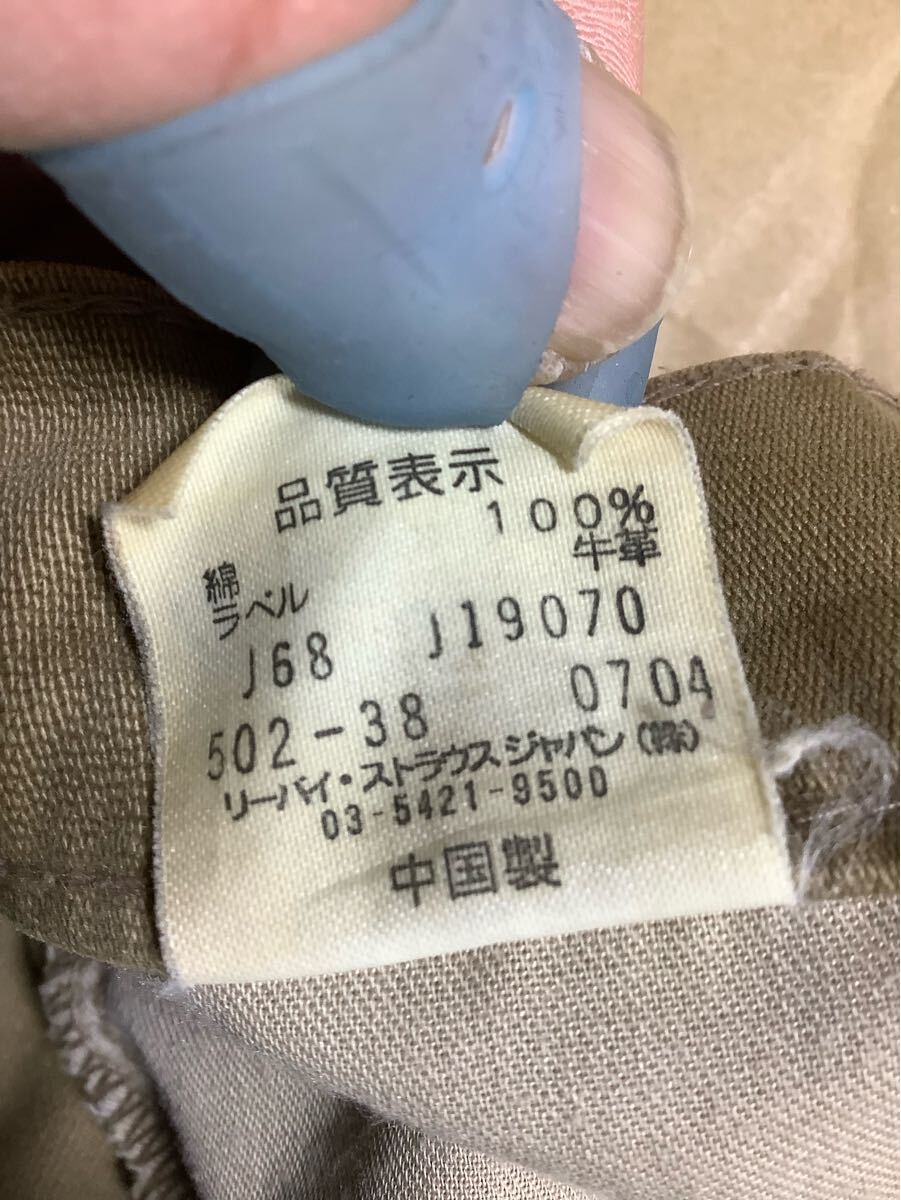 品質表示
綿 100%
ラベル 牛革
J68 J19070
502-38 0704
リーバイ・ストラウスジャパン(株)
03-5421-9500
中国製